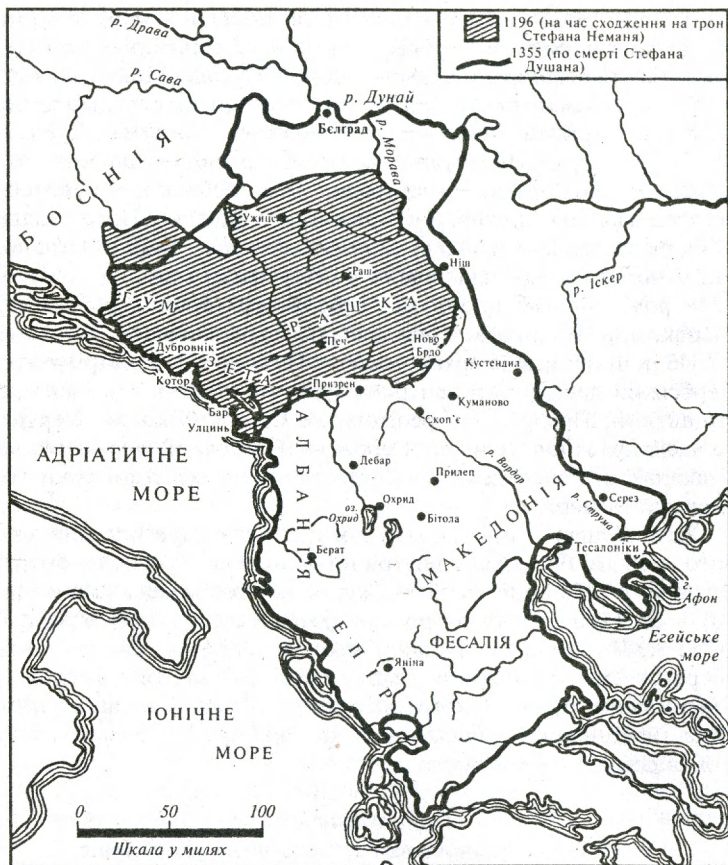 1196 (на час сходження на трон
Стефана Неманя)
1355 (по смерті Стефана
Душана)
р. Драва
р. Сава
р. Дунай
Бєлград
р. Морава
БОСНІЯ
Ужице
Ніш
р. Іскер
Раш
ГУМ
РАШКА
Дубровнік
Печ
Ново
Брдо
ЗЕТА
Кустендил
Котор
Призрен
Куманово
Бар
Скоп'є
Улцинь
АДРІАТИЧНЕ
МОРЕ
АЛБАНІЯ
Дебар
Прилеп
р. Вардар
оз.
Охрид
Охрид
Бітола
Серез
р. Струма
МАКЕДОНІЯ
Берат
Тесалоніки
г.
Афон
ФЕСАЛІЯ
Егейське
море
ЕПІР
Яніна
ІОНІЧНЕ
МОРЕ
0 50 100
Шкала у милях